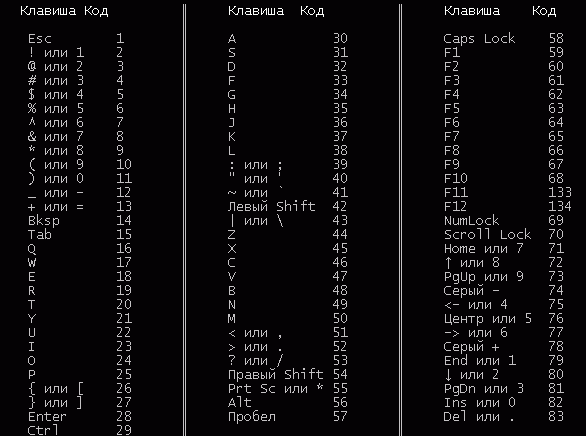 Клавиша Код
Esc 1
! или 1 2
@ или 2 3
# или 3 4
$ или 4 5
% или 5 6
^ или 6 7
& или 7 8
* или 8 9
( или 9 10
) или 0 11
_ или - 12
+ или = 13
Bksp 14
Tab 15
Q 16
W 17
E 18
R 19
T 20
Y 21
U 22
I 23
O 24
P 25
{ или [ 26
} или ] 27
Enter 28
Ctrl 29
Клавиша Код
A 30
S 31
D 32
F 33
G 34
H 35
J 36
K 37
L 38
: или ; 39
" или ' 40
~ или ` 41
Левый Shift 42
| или \ 43
Z 44
X 45
C 46
V 47
B 48
N 49
M 50
< или , 51
> или . 52
? или / 53
Правый Shift 54
Prt Sc или * 55
Alt 56
Пробел 57
Клавиша Код
Caps Lock 58
F1 59
F2 60
F3 61
F4 62
F5 63
F6 64
F7 65
F8 66
F9 67
F10 68
F11 133
F12 134
NumLock 69
Scroll Lock 70
Home или 7 71
↑ или 8 72
PgUp или 9 73
Серый - 74
<- или 4 75
Центр или 5 76
-> или 6 77
Серый + 78
End или 1 79
↓ или 2 80
PgDn или 3 81
Ins или 0 82
Del или . 83